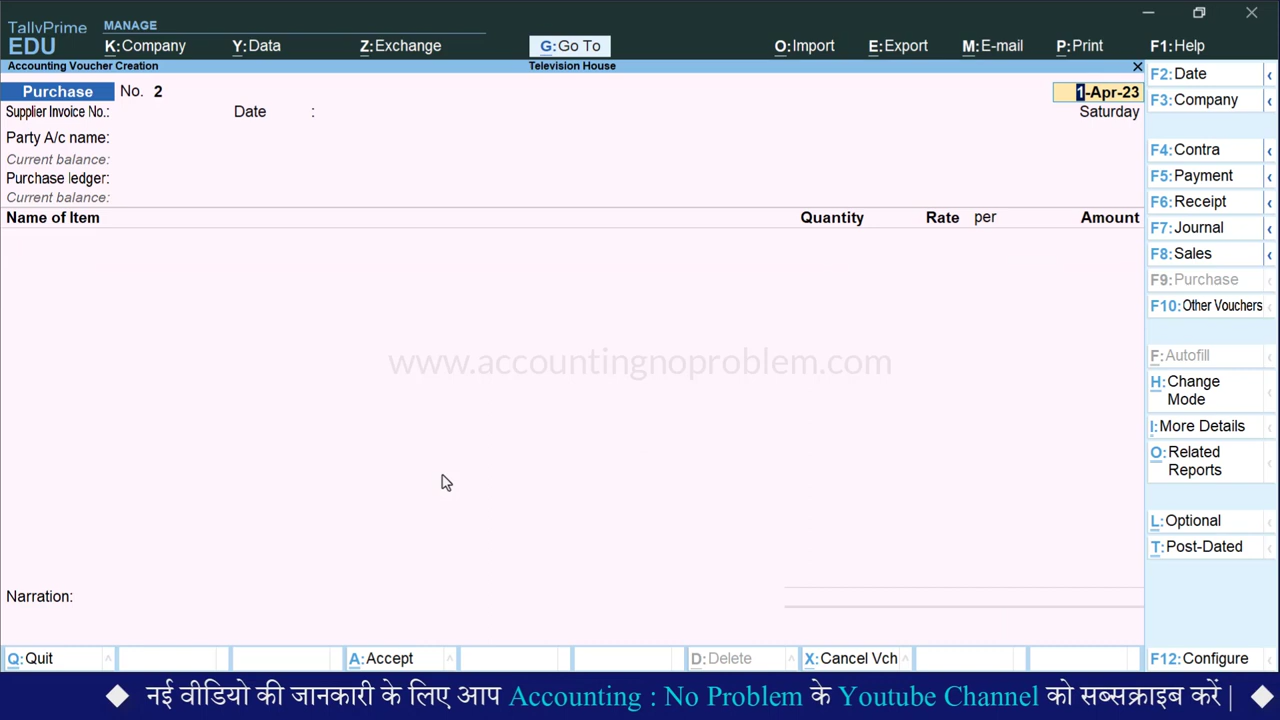 TallyPrime
EDU
MANAGE
K:Company Y:Data Z:Exchange G:Go To O:Import E:Export M:E-mail P:Print F1:Help
Accounting Voucher Creation Television House
Purchase No. 2 1-Apr-23
Supplier Invoice No.: Date : Saturday
Party A/c name:
Current balance:
Purchase ledger:
Current balance:
Name of Item Quantity Rate per Amount
www.accountingnoproblem.com
Narration:
Q:Quit A:Accept D:Delete X:Cancel Vch F12:Configure
F2:Date
F3:Company
F4:Contra
F5:Payment
F6:Receipt
F7:Journal
F8:Sales
F9:Purchase
F10:Other Vouchers
F:Autofill
H:Change
Mode
I:More Details
O:Related
Reports
L:Optional
T:Post-Dated
नई वीडियो की जानकारी के लिए आप Accounting : No Problem के Youtube Channel को सब्सक्राइब करें |